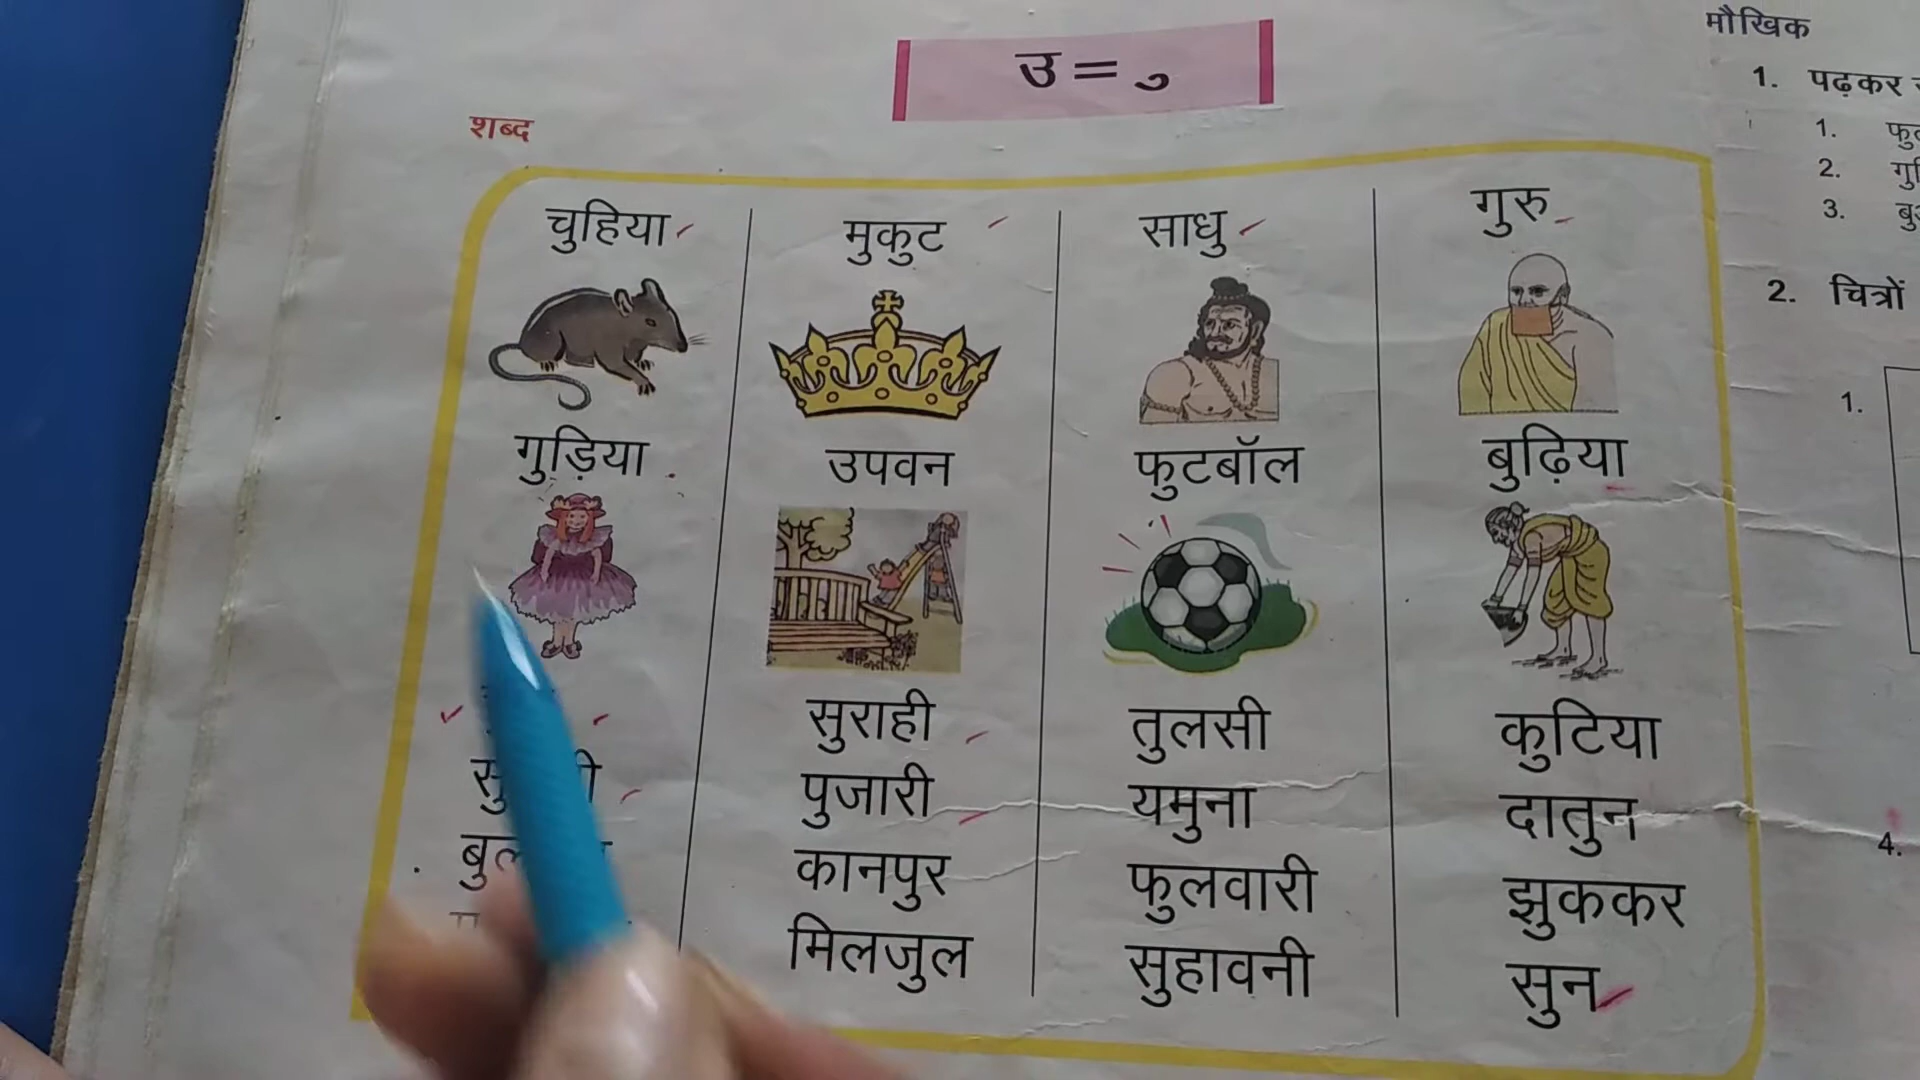 उ = ु
शब्द
चुहिया मुकुट साधु गुरु
गुड़िया उपवन फुटबॉल बुढ़िया
सुराही तुलसी कुटिया
पुजारी यमुना दातुन
कानपुर फुलवारी झुककर
मिलजुल सुहावनी सुन
मौखिक
1. पढ़कर
1.
2.
3.
2. चित्रों
1.
4.